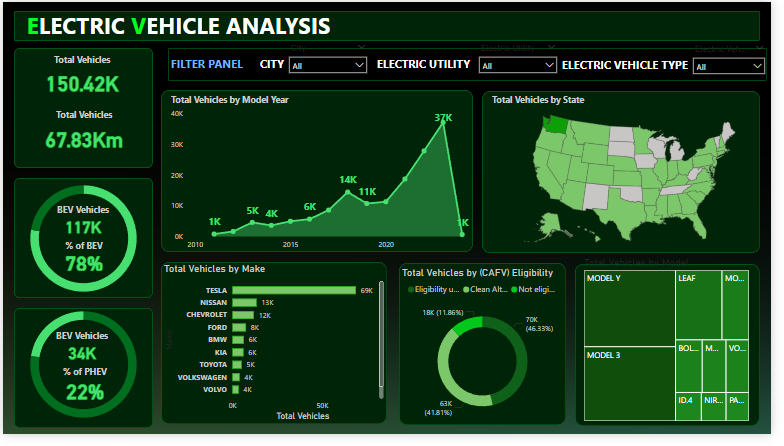 ELECTRIC VEHICLE ANALYSIS
Total Vehicles
150.42K
Total Vehicles
67.83Km
FILTER PANEL
CITY
All
ELECTRIC UTILITY
All
ELECTRIC VEHICLE TYPE
All
City
Electric Utility
Electric Veh...
Total Vehicles by Model Year
40K
30K
20K
10K
0K
1K
5K
4K
6K
14K
11K
37K
1K
2010
2015
2020
Total Vehicles by State
BEV Vehicles
117K
% of BEV
78%
BEV Vehicles
34K
% of PHEV
22%
Total Vehicles by Make
Make
TESLA 69K
NISSAN 13K
CHEVROLET 12K
FORD 8K
BMW 6K
KIA 6K
TOYOTA 5K
VOLKSWAGEN 4K
VOLVO 4K
0K 50K
Total Vehicles
Total Vehicles by (CAFV) Eligibility
Eligibility u... Clean Alt... Not eligi...
18K (11.86%)
70K
(46.33%)
63K
(41.81%)
Total Vehicles by Model
MODEL Y
MODEL 3
LEAF
MO...
BOL...
M...
VO...
ID.4
NIR...
PA...